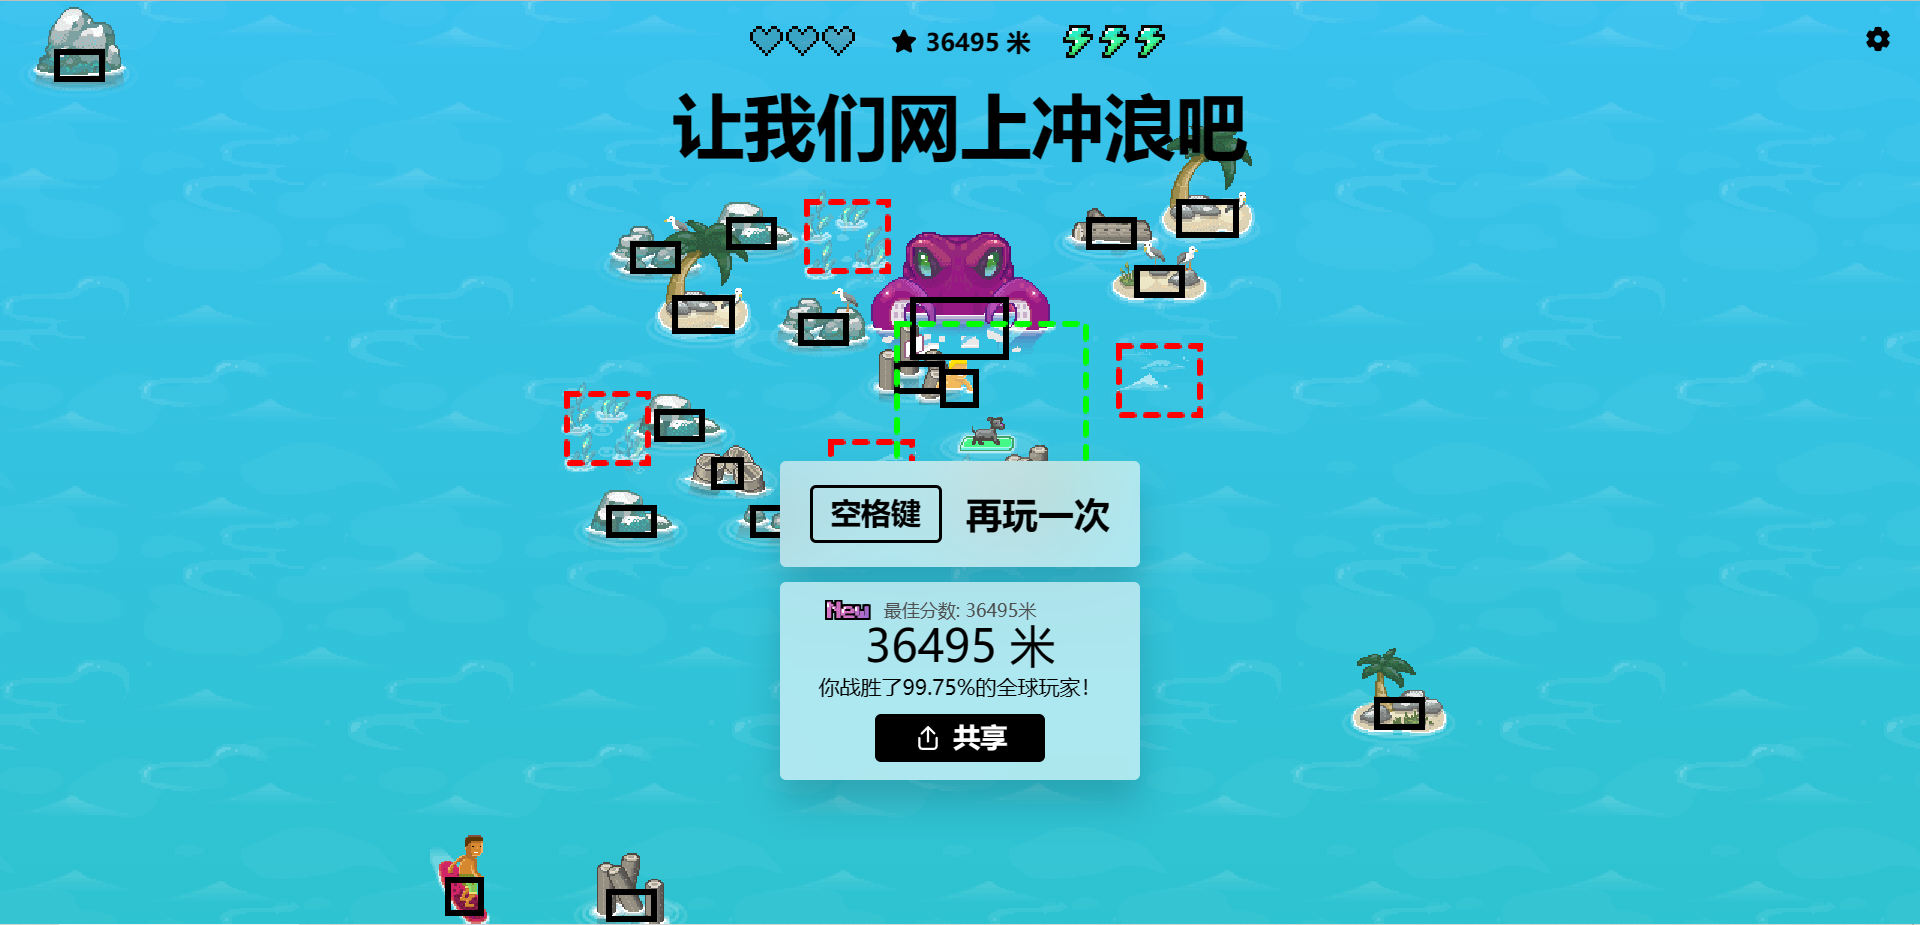 36495 米
让我们网上冲浪吧
空格键 再玩一次
New 最佳分数: 36495米
36495 米
你战胜了99.75%的全球玩家!
共享